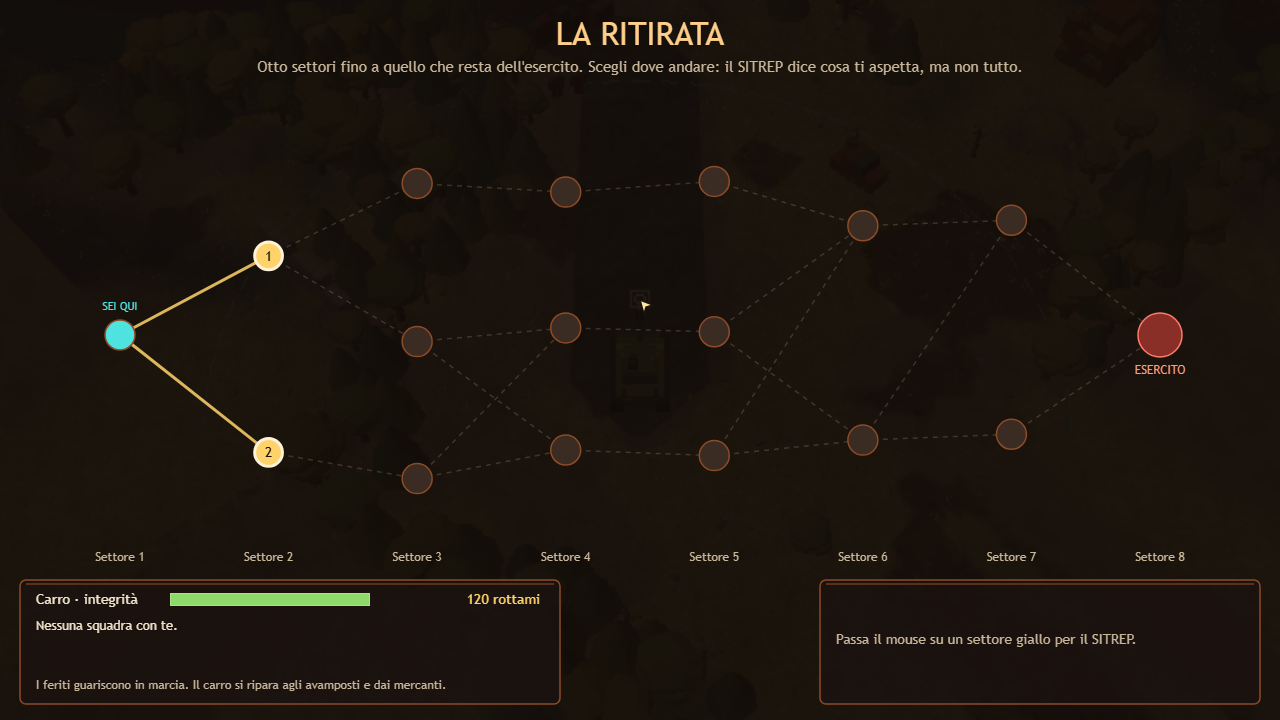 LA RITIRATA
Otto settori fino a quello che resta dell'esercito. Scegli dove andare: il SITREP dice cosa ti aspetta, ma non tutto.
1
SEI QUI
2
ESERCITO
Settore 1
Settore 2
Settore 3
Settore 4
Settore 5
Settore 6
Settore 7
Settore 8
Carro · integrità
120 rottami
Nessuna squadra con te.
I feriti guariscono in marcia. Il carro si ripara agli avamposti e dai mercanti.
Passa il mouse su un settore giallo per il SITREP.